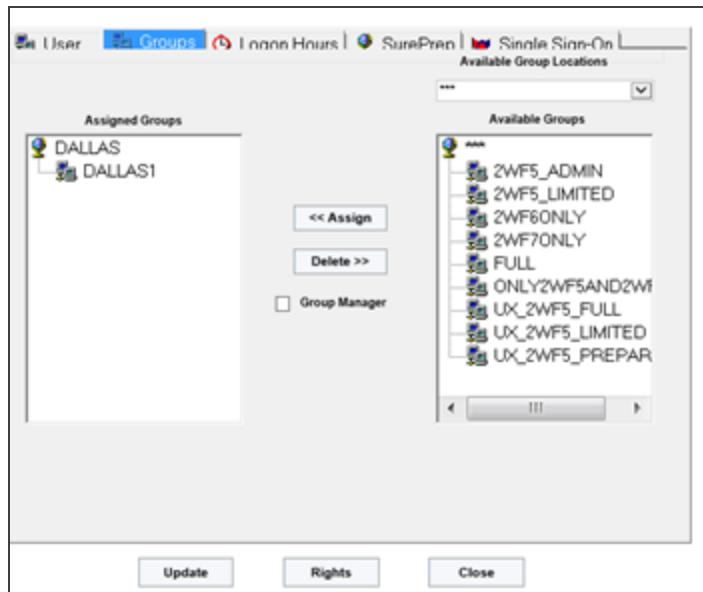 User Groups Logon Hours SurePrep Single Sign-On
Available Group Locations
***
Assigned Groups
DALLAS
DALLAS1
<< Assign
Delete >>
Group Manager
Available Groups
***
2WF5_ADMIN
2WF5_LIMITED
2WF6ONLY
2WF7ONLY
FULL
ONLY2WF5AND2WF
UX_2WF5_FULL
UX_2WF5_LIMITED
UX_2WF5_PREPAR
Update Rights Close